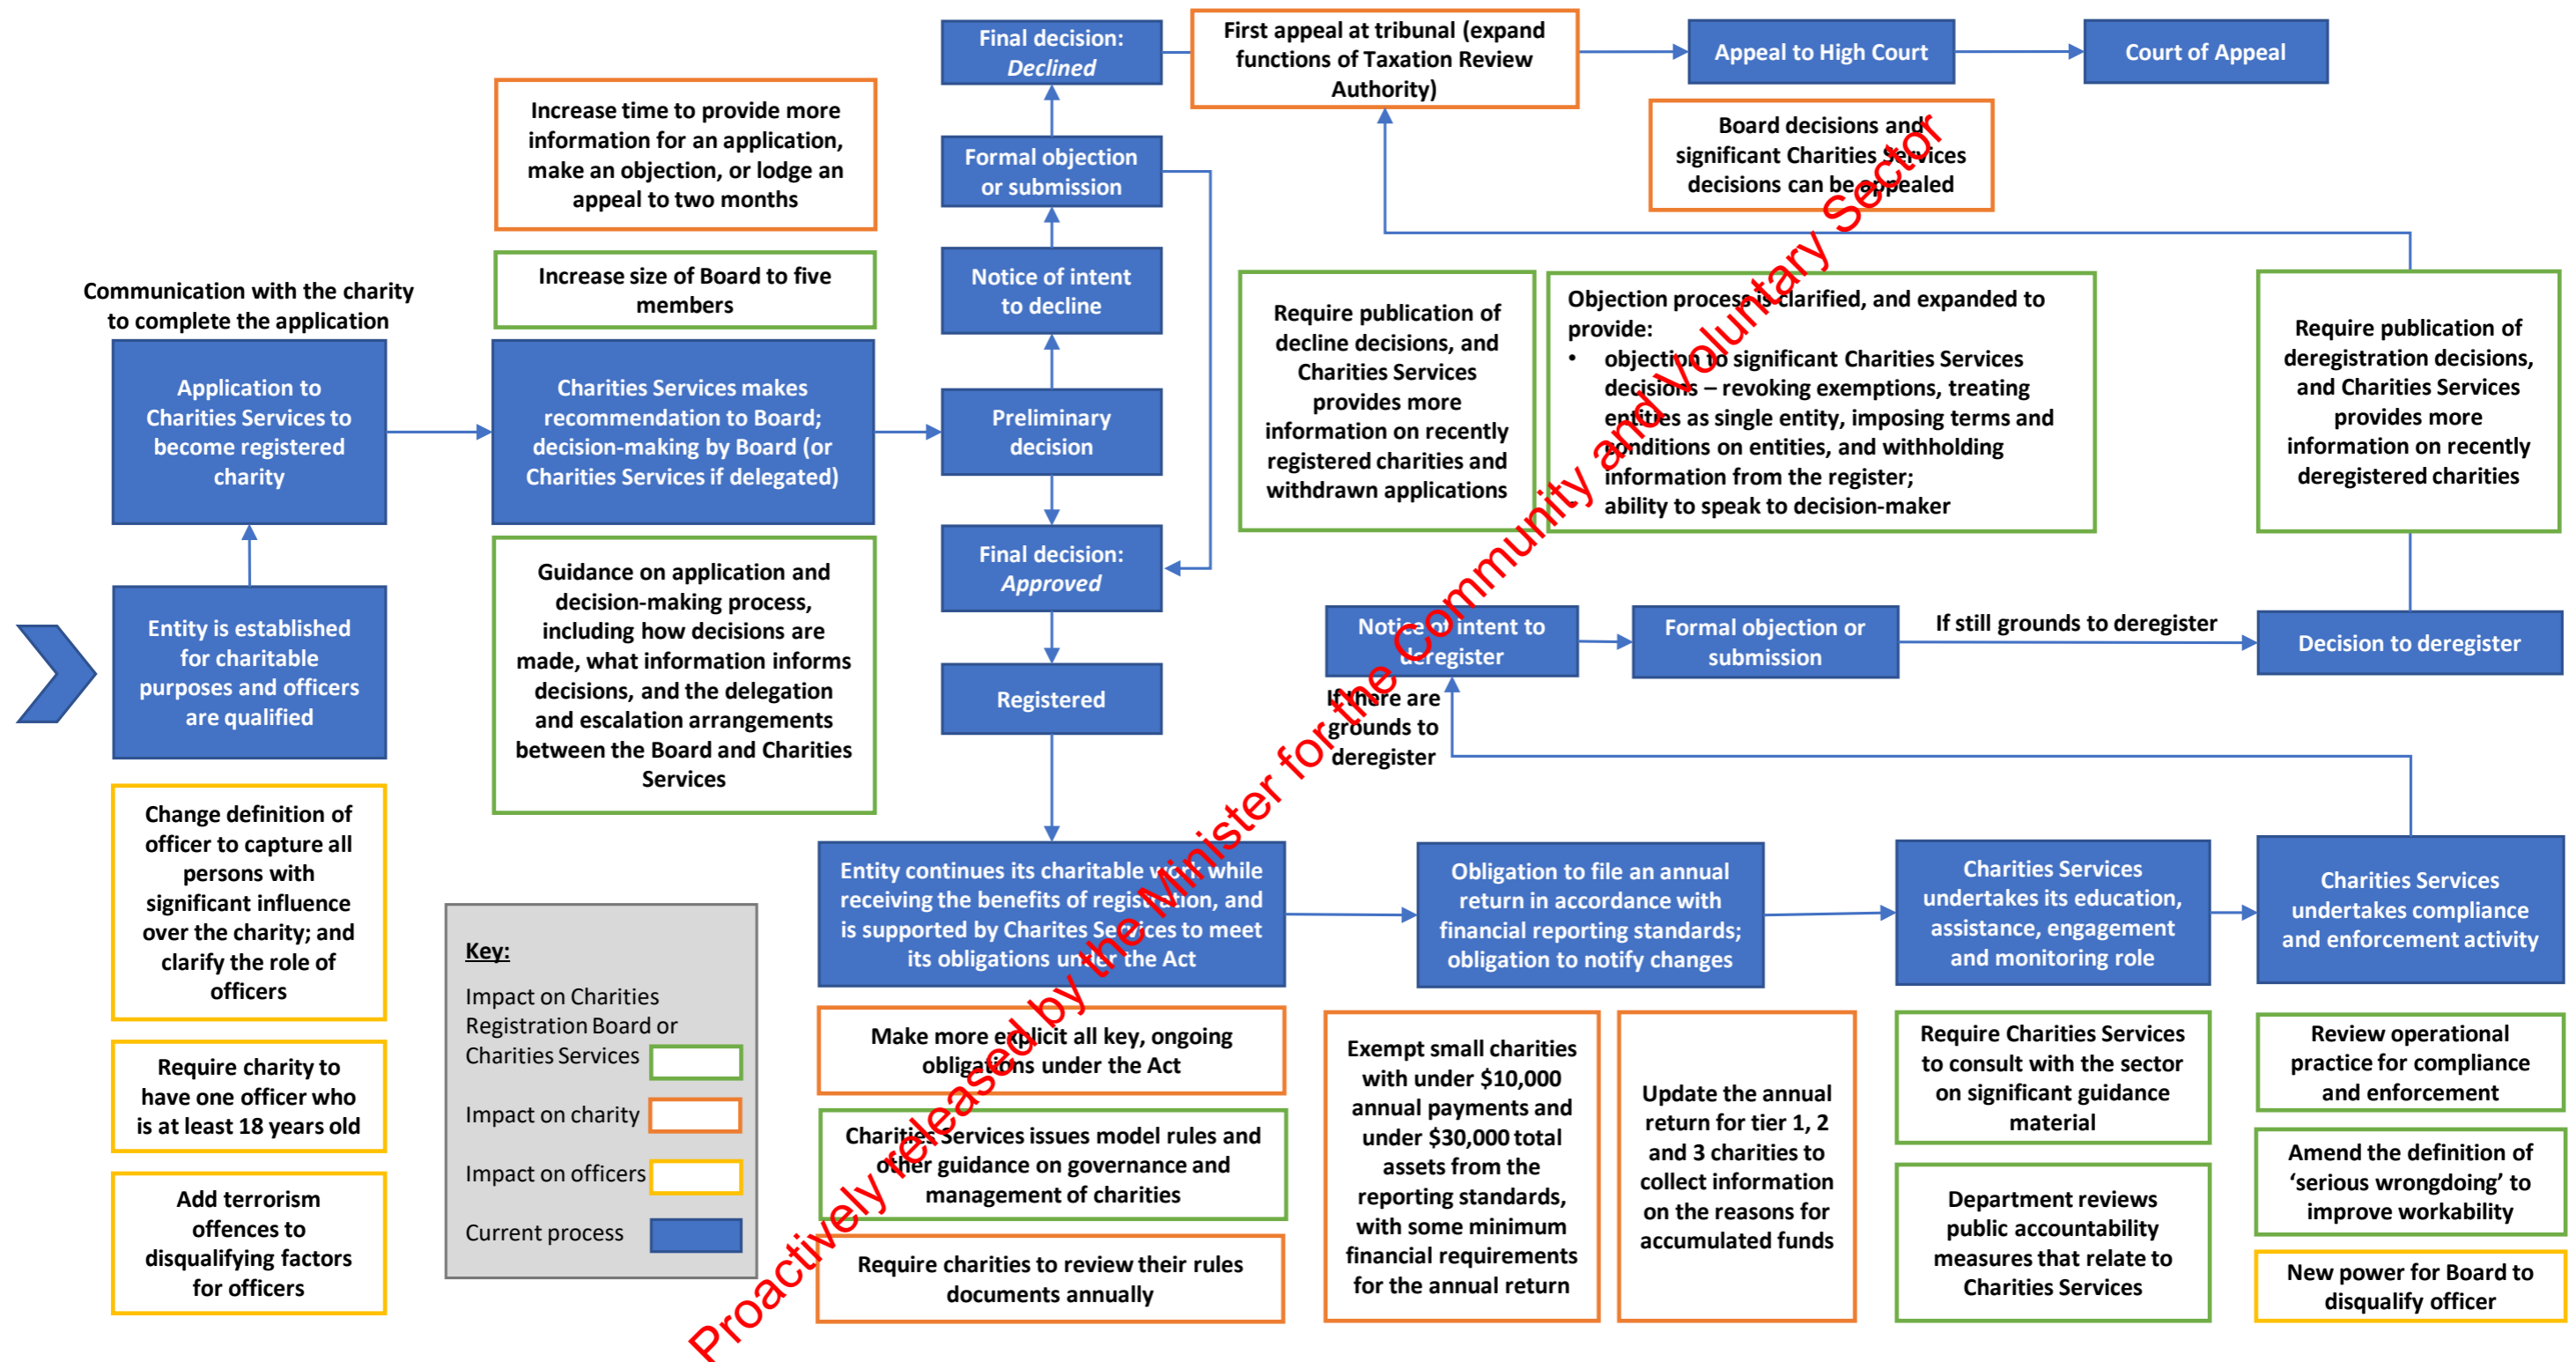 Final decision:
Declined
First appeal at tribunal (expand
functions of Taxation Review
Authority)
Appeal to High Court
Court of Appeal
Increase time to provide more
information for an application,
make an objection, or lodge an
appeal to two months
Formal objection
or submission
Board decisions and
significant Charities Services
decisions can be appealed
Increase size of Board to five
members
Notice of intent
to decline
Communication with the charity
to complete the application
Require publication of
decline decisions, and
Charities Services
provides more
information on recently
registered charities and
withdrawn applications
Objection process is clarified, and expanded to
provide:
• objection to significant Charities Services
decisions – revoking exemptions, treating
entities as single entity, imposing terms and
conditions on entities, and withholding
information from the register;
• ability to speak to decision-maker
Require publication of
deregistration decisions,
and Charities Services
provides more
information on recently
deregistered charities
Application to
Charities Services to
become registered
charity
Charities Services makes
recommendation to Board;
decision-making by Board (or
Charities Services if delegated)
Preliminary
decision
Final decision:
Approved
Guidance on application and
decision-making process,
including how decisions are
made, what information informs
decisions, and the delegation
and escalation arrangements
between the Board and Charities
Services
Entity is established
for charitable
purposes and officers
are qualified
Registered
Notice of intent to
deregister
Formal objection or
submission
If still grounds to deregister
Decision to deregister
If there are
grounds to
deregister
Change definition of
officer to capture all
persons with
significant influence
over the charity; and
clarify the role of
officers
Require charity to
have one officer who
is at least 18 years old
Add terrorism
offences to
disqualifying factors
for officers
Key:
Impact on Charities
Registration Board or
Charities Services
Impact on charity
Impact on officers
Current process
Entity continues its charitable work while
receiving the benefits of registration, and
is supported by Charites Services to meet
its obligations under the Act
Obligation to file an annual
return in accordance with
financial reporting standards;
obligation to notify changes
Charities Services
undertakes its education,
assistance, engagement
and monitoring role
Charities Services
undertakes compliance
and enforcement activity
Make more explicit all key, ongoing
obligations under the Act
Charities Services issues model rules and
other guidance on governance and
management of charities
Require charities to review their rules
documents annually
Exempt small charities
with under $10,000
annual payments and
under $30,000 total
assets from the
reporting standards,
with some minimum
financial requirements
for the annual return
Update the annual
return for tier 1, 2
and 3 charities to
collect information
on the reasons for
accumulated funds
Require Charities Services
to consult with the sector
on significant guidance
material
Department reviews
public accountability
measures that relate to
Charities Services
Review operational
practice for compliance
and enforcement
Amend the definition of
‘serious wrongdoing’ to
improve workability
New power for Board to
disqualify officer
Proactively released by the Minister for the Community and Voluntary Sector